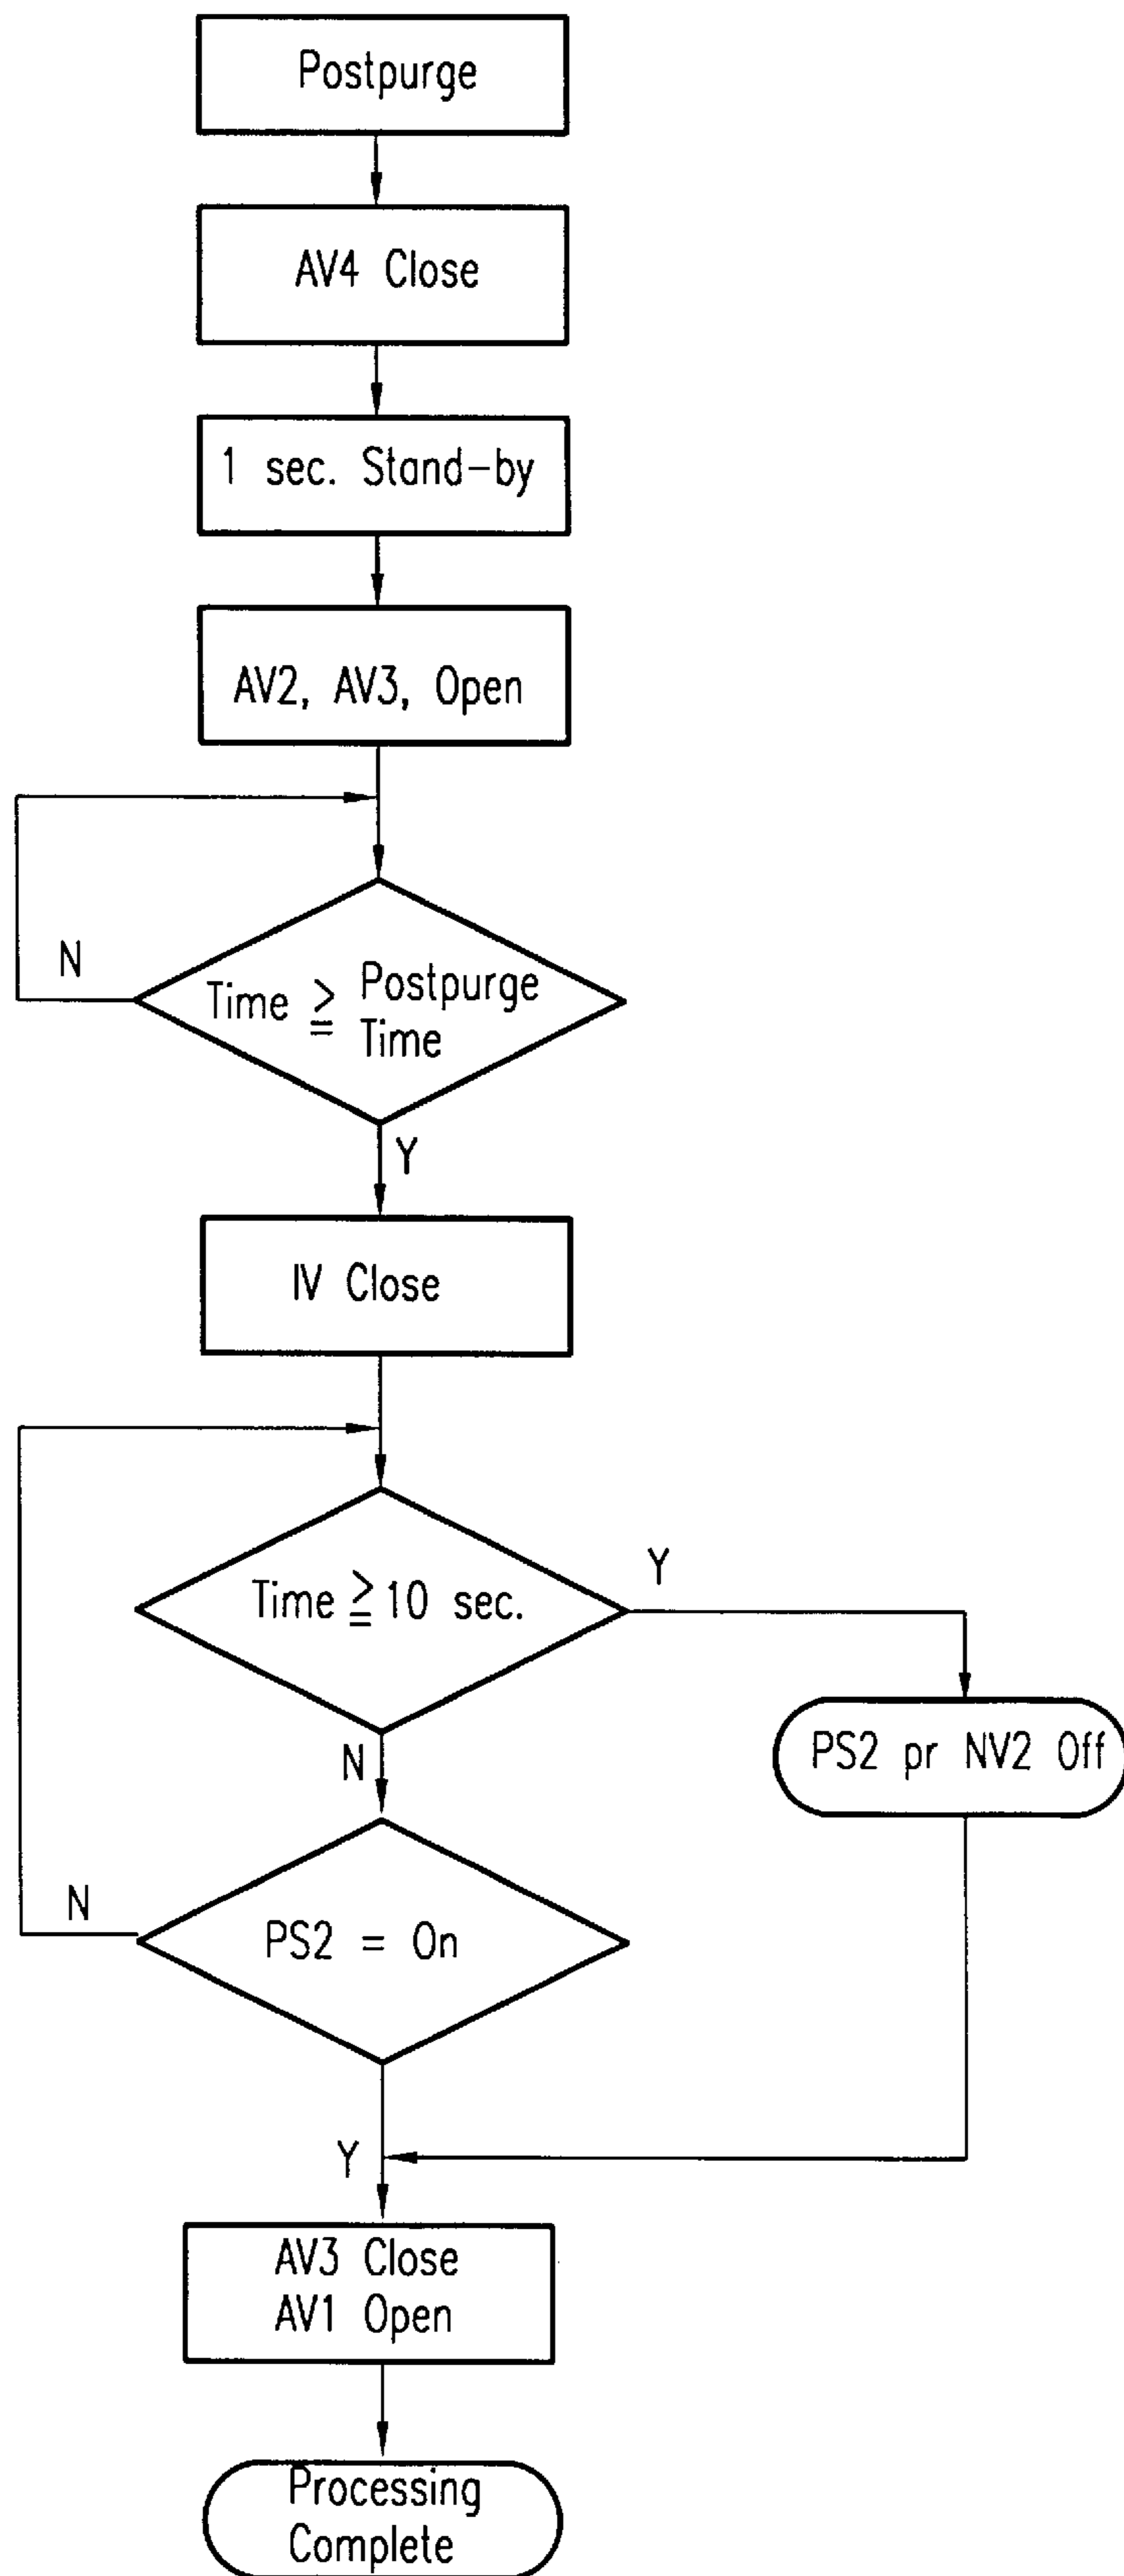 Postpurge
AV4 Close
1 sec. Stand-by
AV2, AV3, Open
N
Time ≧ Postpurge
Time
Y
IV Close
Y
Time ≧ 10 sec.
PS2 pr NV2 Off
N
N
PS2 = On
Y
AV3 Close
AV1 Open
Processing
Complete